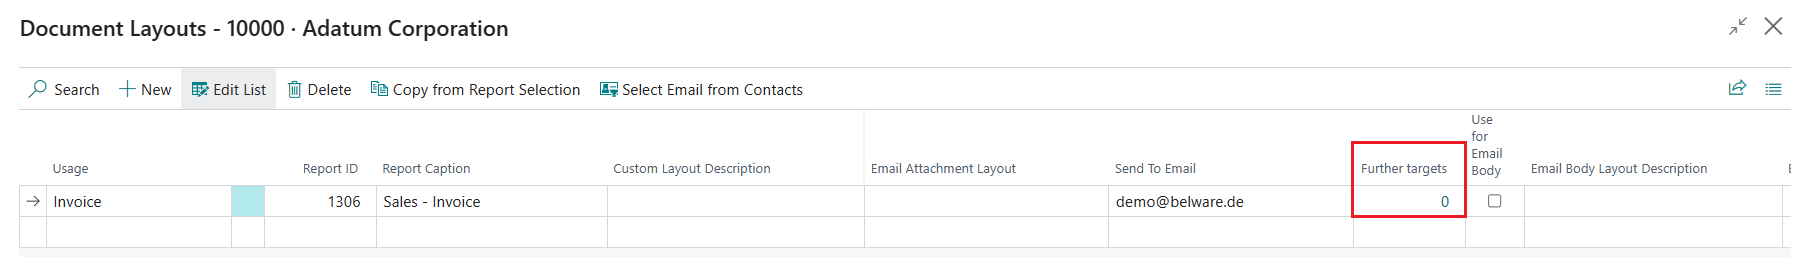 Document Layouts - 10000 · Adatum Corporation
Search New Edit List Delete Copy from Report Selection Select Email from Contacts
Usage Report ID Report Caption Custom Layout Description Email Attachment Layout Send To Email Further targets Use for Email Body Email Body Layout Description
Invoice 1306 Sales - Invoice demo@belware.de 0